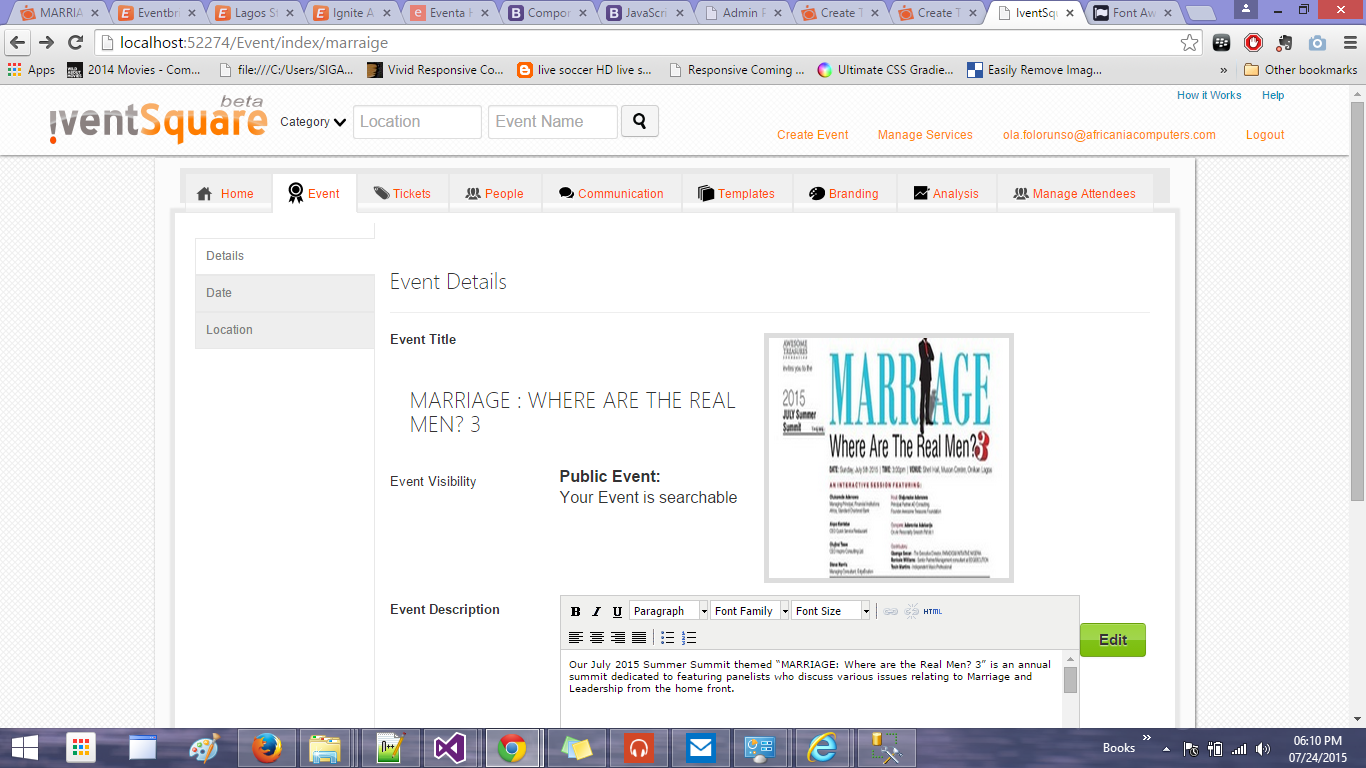 MARRIA
Eventbri
Lagos St
Ignite A
Eventa H
Compor
JavaScri
Admin P
Create T
Create T
IventSqu
Font Aw
localhost:52274/Event/index/marraige
Apps
2014 Movies - Com...
file:///C:/Users/SIGA...
Vivid Responsive Co...
live soccer HD live s...
Responsive Coming ...
Ultimate CSS Gradie...
Easily Remove Imag...
»
Other bookmarks
How it Works
Help
iventSquare
beta
Category
Location
Event Name
Create Event
Manage Services
ola.folorunso@africaniacomputers.com
Logout
Home
Event
Tickets
People
Communication
Templates
Branding
Analysis
Manage Attendees
Details
Date
Location
Event Details
Event Title
MARRIAGE : WHERE ARE THE REAL
MEN? 3
AWESOME
TREASURES
FOUNDATION
invites you to the
2015
JULY Summer
Summit
MARRIAGE
Where Are The Real Men? 3
DATE: Sunday, July 5th 2015 | TIME: 3:00pm | VENUE: Shell Hall, Muson Centre, Onikan Lagos
AN INTERACTIVE SESSION FEATURING:
Event Visibility
Public Event:
Your Event is searchable
Event Description
B I U
Paragraph
Font Family
Font Size
HTML
Our July 2015 Summer Summit themed “MARRIAGE: Where are the Real Men? 3” is an annual
summit dedicated to featuring panelists who discuss various issues relating to Marriage and
Leadership from the home front.
Edit
Books
»
06:10 PM
07/24/2015